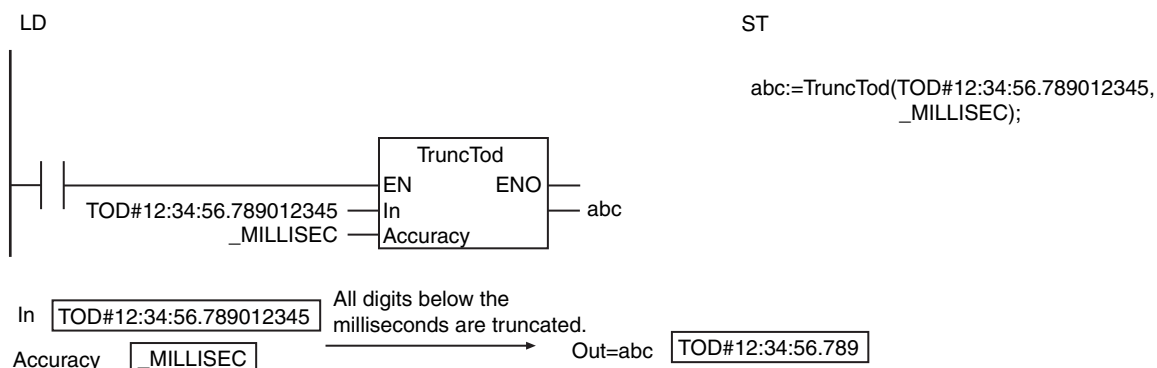 LD
ST
abc:=TruncTod(TOD#12:34:56.789012345,
_MILLISEC);
TruncTod
EN ENO
TOD#12:34:56.789012345 In abc
_MILLISEC Accuracy
In TOD#12:34:56.789012345 All digits below the
milliseconds are truncated.
Accuracy _MILLISEC Out=abc TOD#12:34:56.789